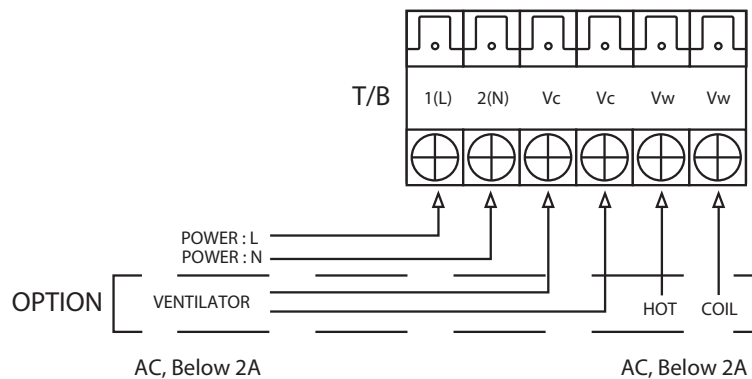 T/B 1(L) 2(N) Vc Vc Vw Vw
POWER : L
POWER : N
OPTION VENTILATOR HOT COIL
AC, Below 2A AC, Below 2A